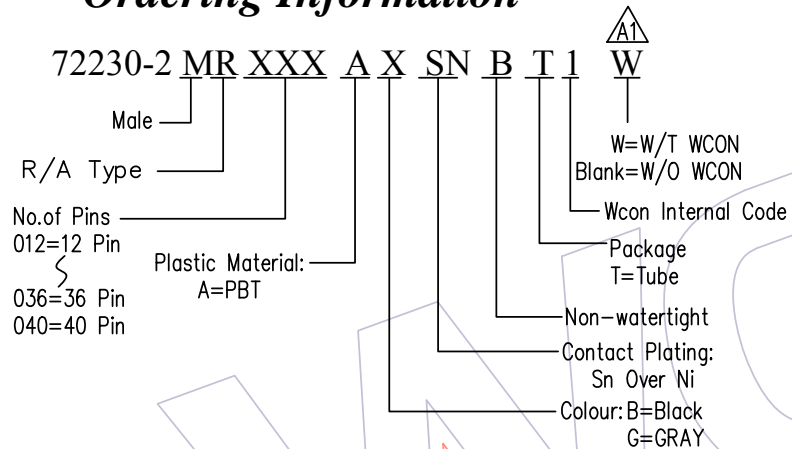 Ordering Information
A1
72230-2 MR XXX A X SN B T 1 W
Male
W=W/T WCON
R/A Type
Blank=W/O WCON
No.of Pins
Wcon Internal Code
012=12 Pin
Package
Plastic Material:
T=Tube
A=PBT
036=36 Pin
Non-watertight
040=40 Pin
Contact Plating:
Sn Over Ni
Colour:B=Black
G=GRAY